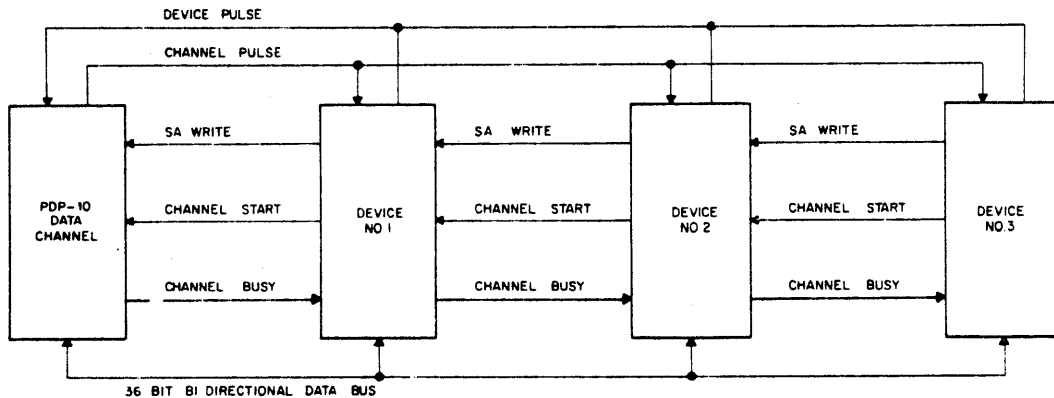 DEVICE PULSE
CHANNEL PULSE
SA WRITE
SA WRITE
SA WRITE
PDP-10
DATA
CHANNEL
CHANNEL START
DEVICE
NO 1
CHANNEL START
DEVICE
NO 2
CHANNEL START
DEVICE
NO.3
CHANNEL BUSY
CHANNEL BUSY
CHANNEL BUSY
36 BIT BI DIRECTIONAL DATA BUS